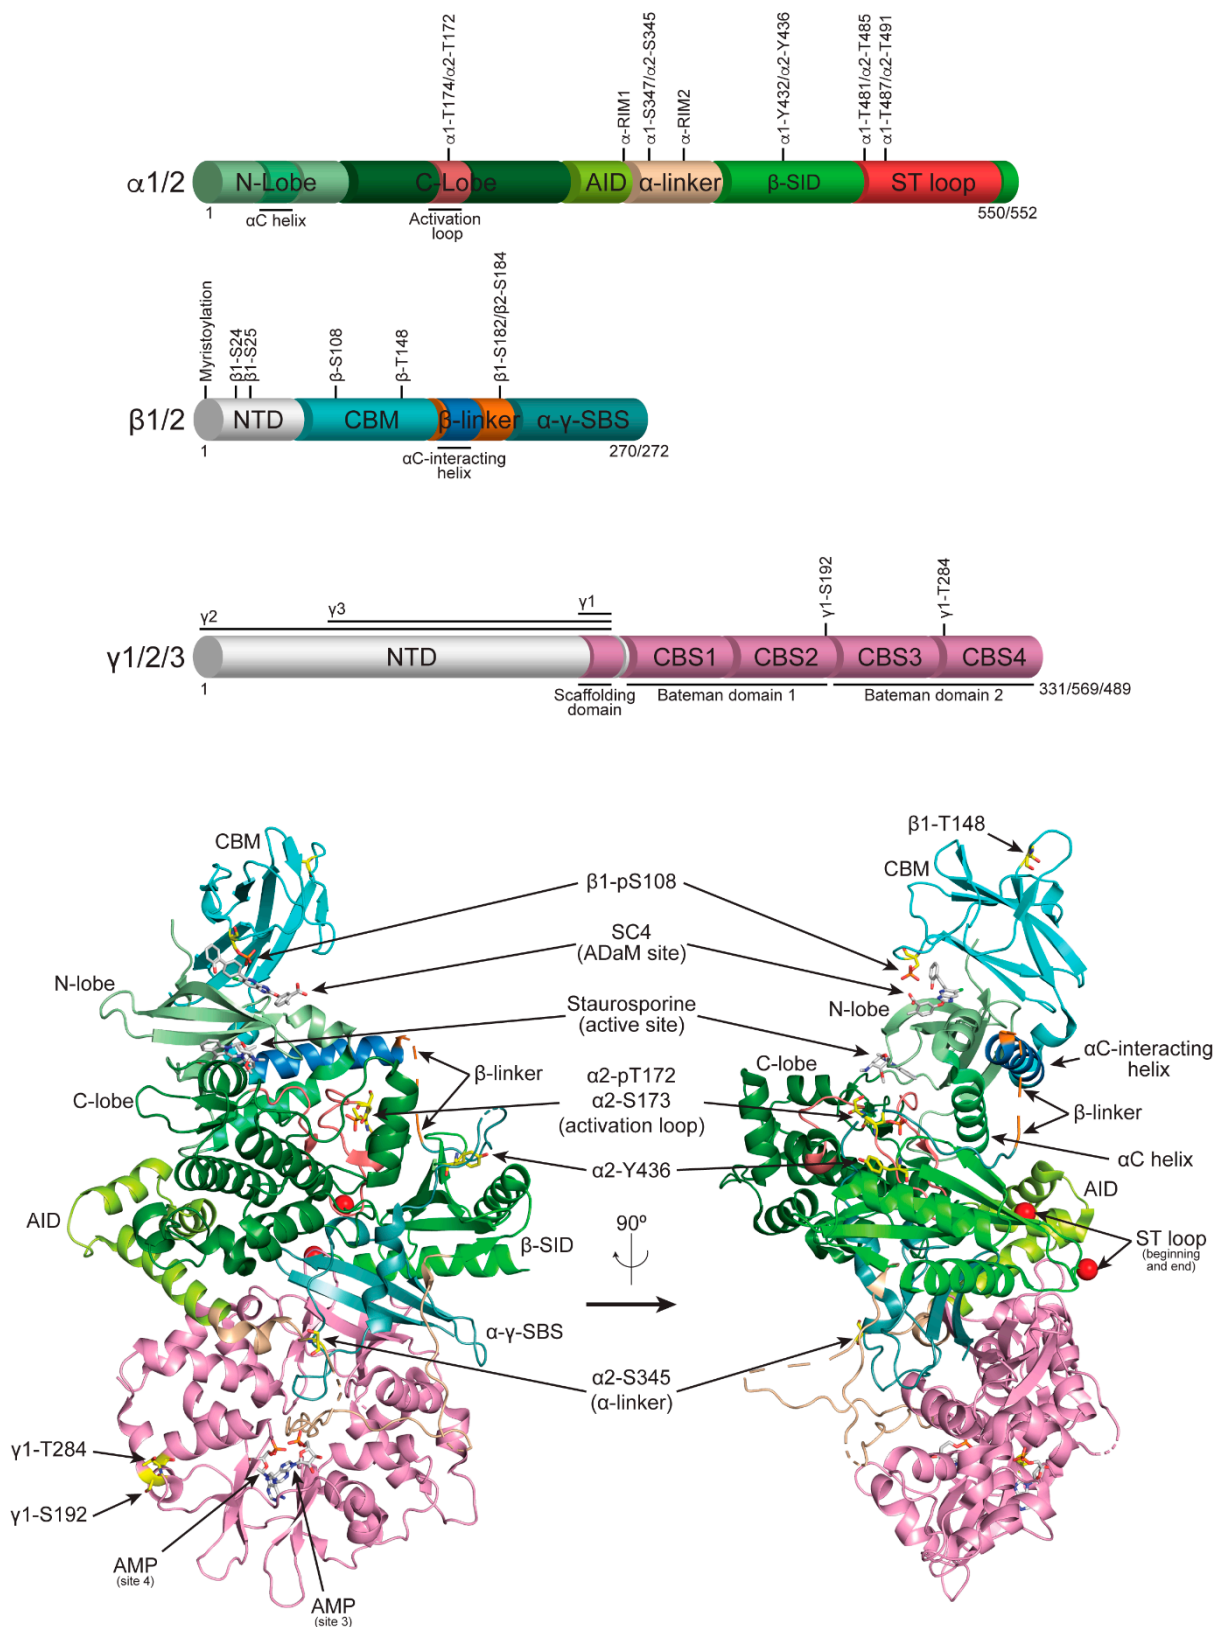 α1-T174/α2-T172
α-RIM1
α1-S347/α2-S345
α-RIM2
α1-Y432/α2-Y436
α1-T481/α2-T485
α1-T487/α2-T491
α1/2
N-Lobe
C-Lobe
AID
α-linker
β-SID
ST loop
1
αC helix
Activation
loop
550/552
Myristoylation
β1-S24
β1-S25
β-S108
β-T148
β1-S182/β2-S184
β1/2
NTD
CBM
β-linker
α-γ-SBS
1
αC-interacting
helix
270/272
γ1-S192
γ1-T284
γ2
γ3
γ1
γ1/2/3
NTD
CBS1
CBS2
CBS3
CBS4
1
Scaffolding
domain
Bateman domain 1
Bateman domain 2
331/569/489
CBM
β1-pS108
SC4
(ADaM site)
N-lobe
Staurosporine
(active site)
β-linker
C-lobe
α2-pT172
α2-S173
(activation loop)
α2-Y436
AID
β-SID
90º
α-γ-SBS
α2-S345
(α-linker)
γ1-T284
γ1-S192
AMP
(site 4)
AMP
(site 3)
β1-T148
CBM
N-lobe
C-lobe
αC-interacting
helix
β-linker
αC helix
AID
ST loop
(beginning
and end)